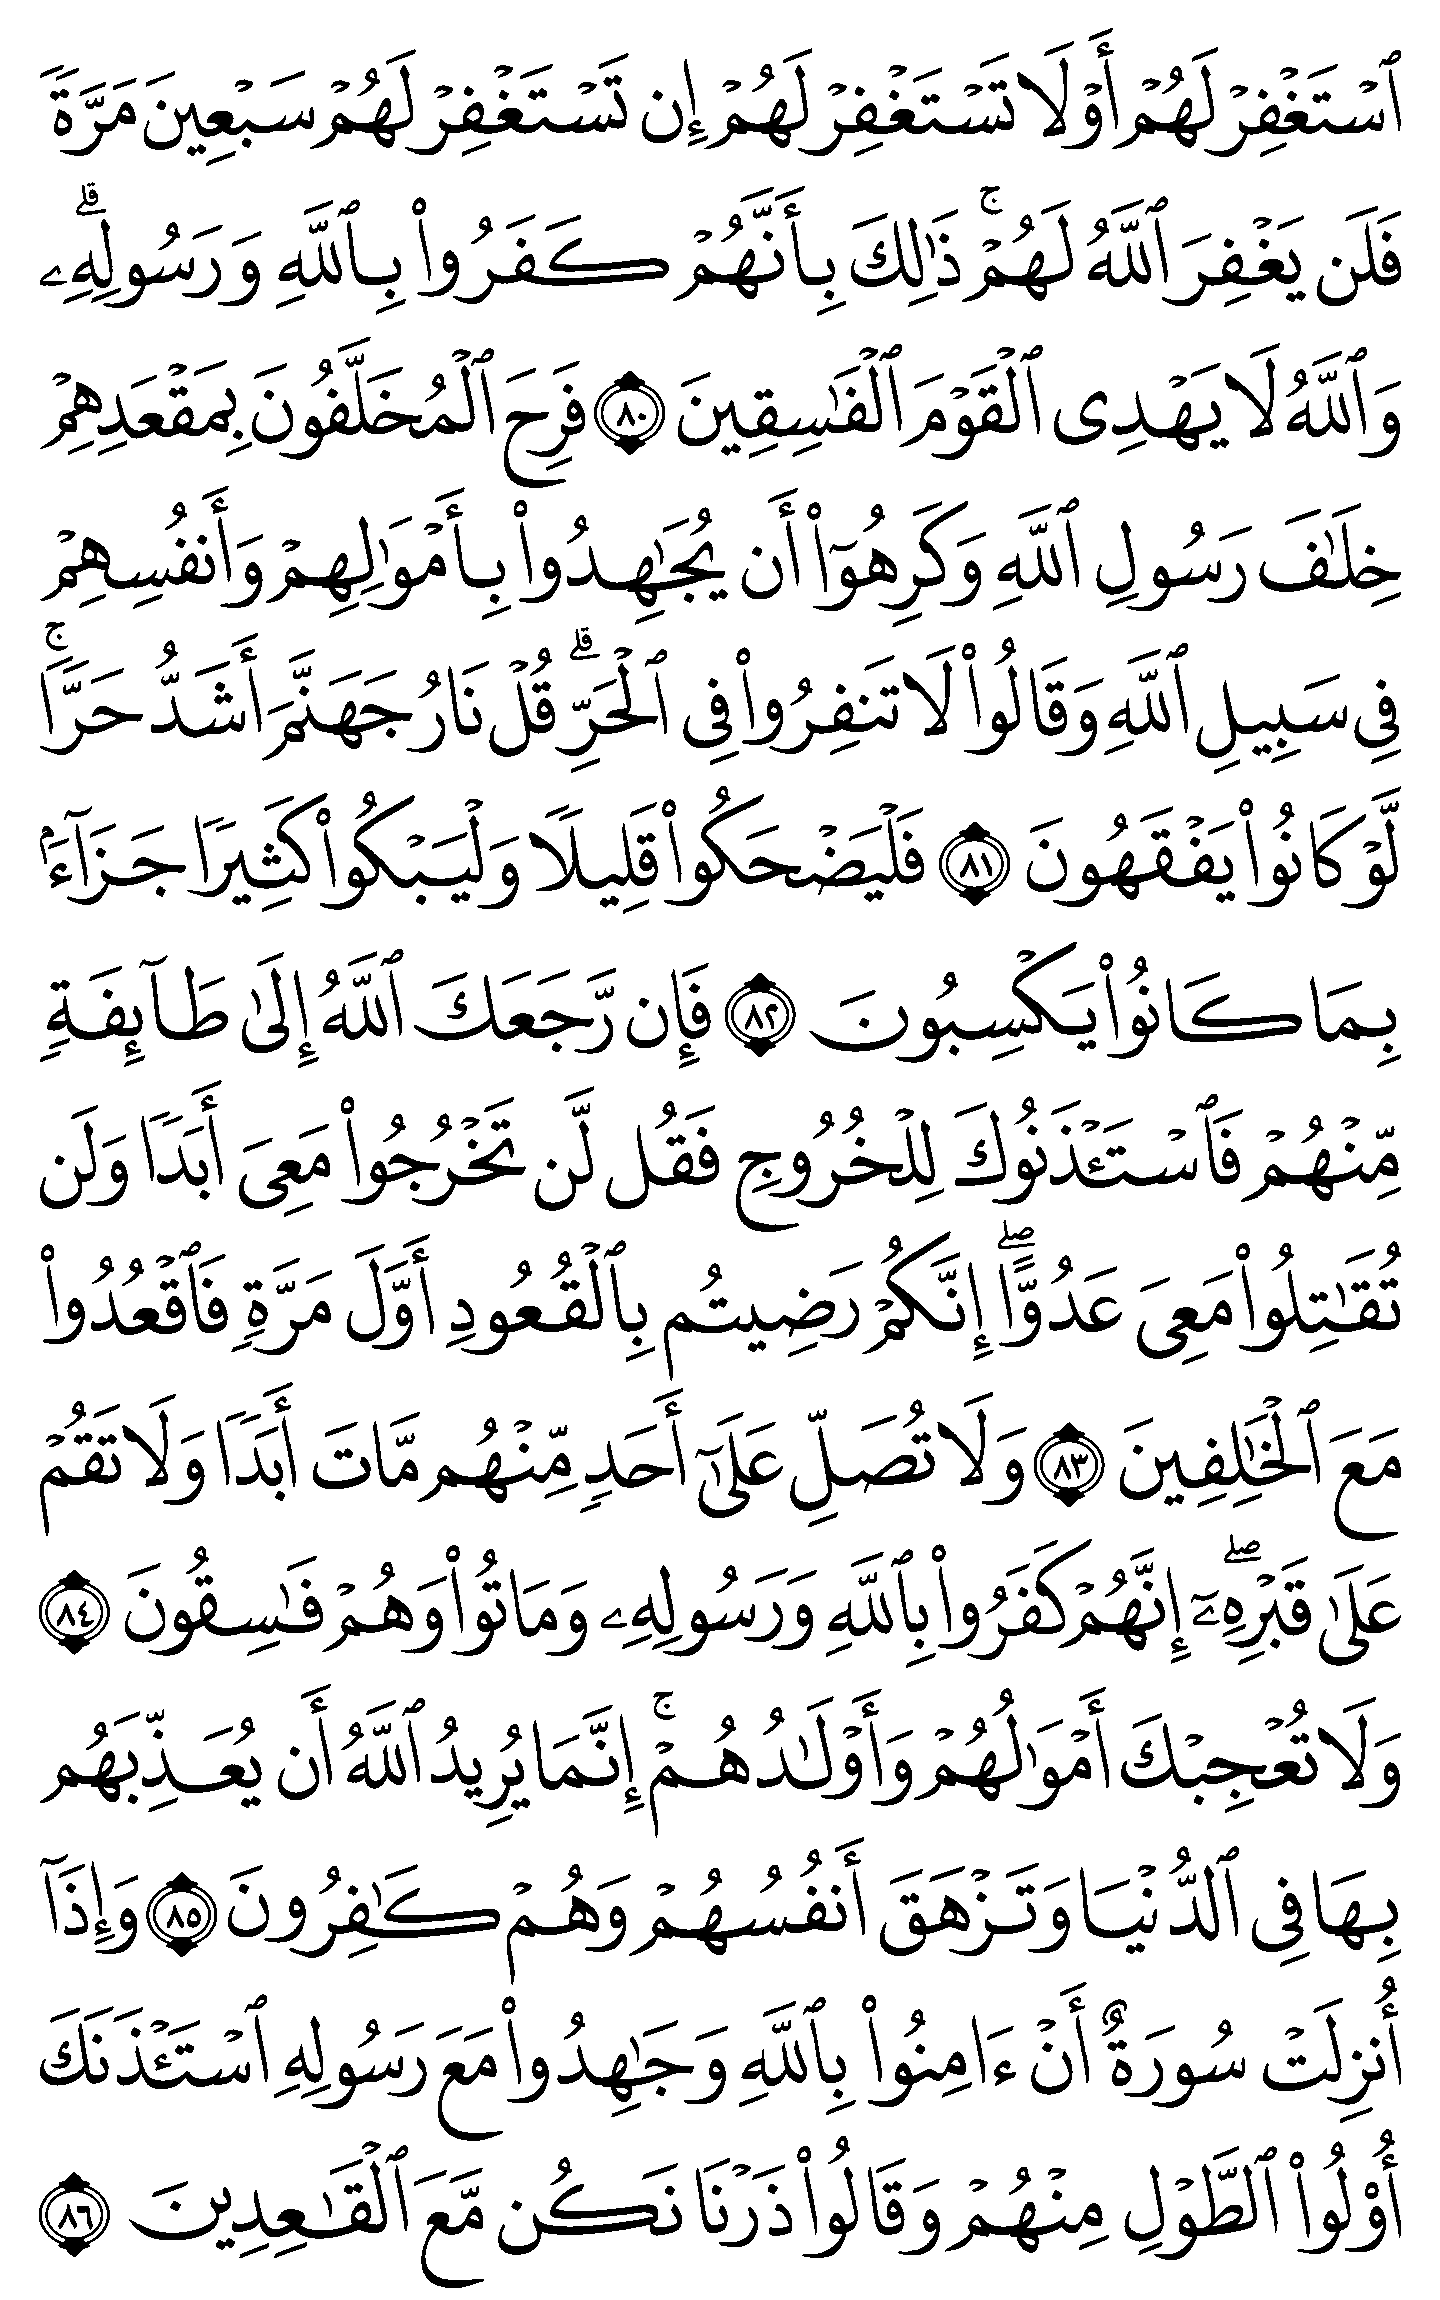 ٱسۡتَغۡفِرۡ لَهُمۡ أَوۡ لَا تَسۡتَغۡفِرۡ لَهُمۡ إِن تَسۡتَغۡفِرۡ لَهُمۡ سَبۡعِينَ مَرَّةٗ
فَلَن يَغۡفِرَ ٱللَّهُ لَهُمۡۚ ذَٰلِكَ بِأَنَّهُمۡ كَفَرُواْ بِٱللَّهِ وَرَسُولِهِۦۗ
وَٱللَّهُ لَا يَهۡدِي ٱلۡقَوۡمَ ٱلۡفَٰسِقِينَ ٨٠ فَرِحَ ٱلۡمُخَلَّفُونَ بِمَقۡعَدِهِمۡ
خِلَٰفَ رَسُولِ ٱللَّهِ وَكَرِهُوٓاْ أَن يُجَٰهِدُواْ بِأَمۡوَٰلِهِمۡ وَأَنفُسِهِمۡ
فِي سَبِيلِ ٱللَّهِ وَقَالُواْ لَا تَنفِرُواْ فِي ٱلۡحَرِّۗ قُلۡ نَارُ جَهَنَّمَ أَشَدُّ حَرّٗاۚ
لَّوۡ كَانُواْ يَفۡقَهُونَ ٨١ فَلۡيَضۡحَكُواْ قَلِيلٗا وَلۡيَبۡكُواْ كَثِيرٗا جَزَآءَۢ
بِمَا كَانُواْ يَكۡسِبُونَ ٨٢ فَإِن رَّجَعَكَ ٱللَّهُ إِلَىٰ طَآئِفَةٖ
مِّنۡهُمۡ فَٱسۡتَـٔۡذَنُوكَ لِلۡخُرُوجِ فَقُل لَّن تَخۡرُجُواْ مَعِيَ أَبَدٗا وَلَن
تُقَٰتِلُواْ مَعِيَ عَدُوًّاۖ إِنَّكُمۡ رَضِيتُم بِٱلۡقُعُودِ أَوَّلَ مَرَّةٖ فَٱقۡعُدُواْ
مَعَ ٱلۡخَٰلِفِينَ ٨٣ وَلَا تُصَلِّ عَلَىٰٓ أَحَدٖ مِّنۡهُم مَّاتَ أَبَدٗا وَلَا تَقُمۡ
عَلَىٰ قَبۡرِهِۦٓۖ إِنَّهُمۡ كَفَرُواْ بِٱللَّهِ وَرَسُولِهِۦ وَمَاتُواْ وَهُمۡ فَٰسِقُونَ ٨٤
وَلَا تُعۡجِبۡكَ أَمۡوَٰلُهُمۡ وَأَوۡلَٰدُهُمۡۚ إِنَّمَا يُرِيدُ ٱللَّهُ أَن يُعَذِّبَهُم
بِهَا فِي ٱلدُّنۡيَا وَتَزۡهَقَ أَنفُسُهُمۡ وَهُمۡ كَٰفِرُونَ ٨٥ وَإِذَآ
أُنزِلَتۡ سُورَةٌ أَنۡ ءَامِنُواْ بِٱللَّهِ وَجَٰهِدُواْ مَعَ رَسُولِهِ ٱسۡتَـٔۡذَنَكَ
أُوْلُواْ ٱلطَّوۡلِ مِنۡهُمۡ وَقَالُواْ ذَرۡنَا نَكُن مَّعَ ٱلۡقَٰعِدِينَ ٨٦